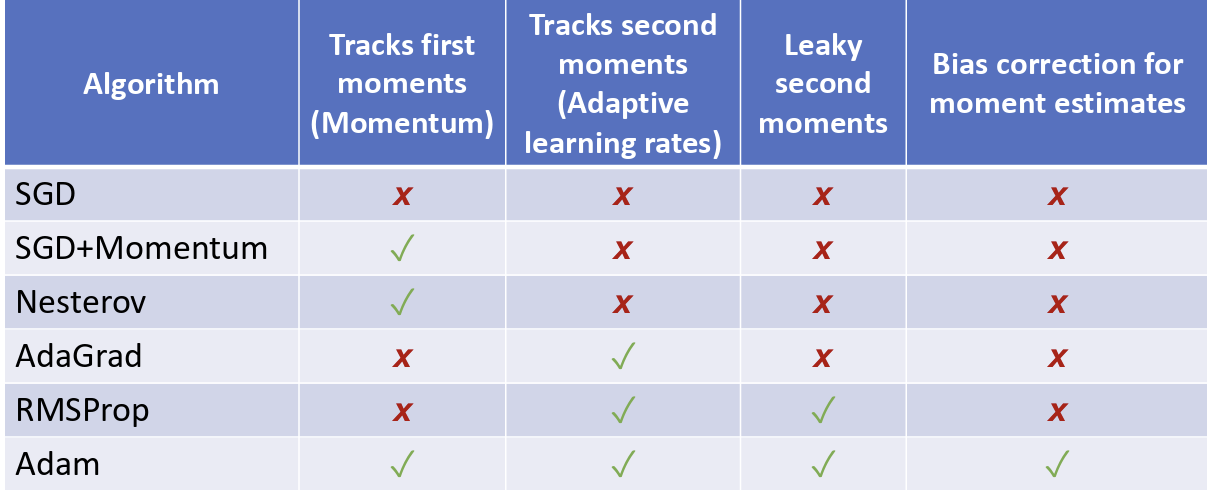 Algorithm
Tracks first
moments
(Momentum)
Tracks second
moments
(Adaptive
learning rates)
Leaky
second
moments
Bias correction for
moment estimates
SGD x x x x
SGD+Momentum ✓ x x x
Nesterov ✓ x x x
AdaGrad x ✓ x x
RMSProp x ✓ ✓ x
Adam ✓ ✓ ✓ ✓